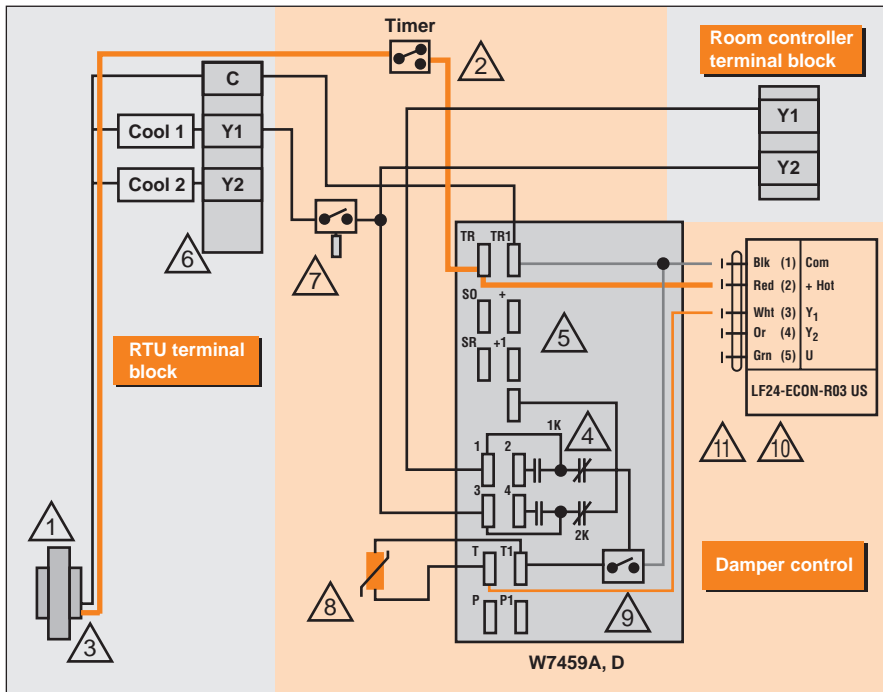 Timer
2
Room controller
terminal block
C
Cool 1
Y1
Cool 2
Y2
Y1
Y2
6
7
TR
TR1
SO
+
5
SR
+1
Blk (1) Com
Red (2) + Hot
Wht (3) Y1
Or (4) Y2
Grn (5) U
LF24-ECON-R03 US
RTU terminal
block
11
10
1K
4
1
2
3
4
2K
1
T
T1
8
9
Damper control
P
P1
3
W7459A, D